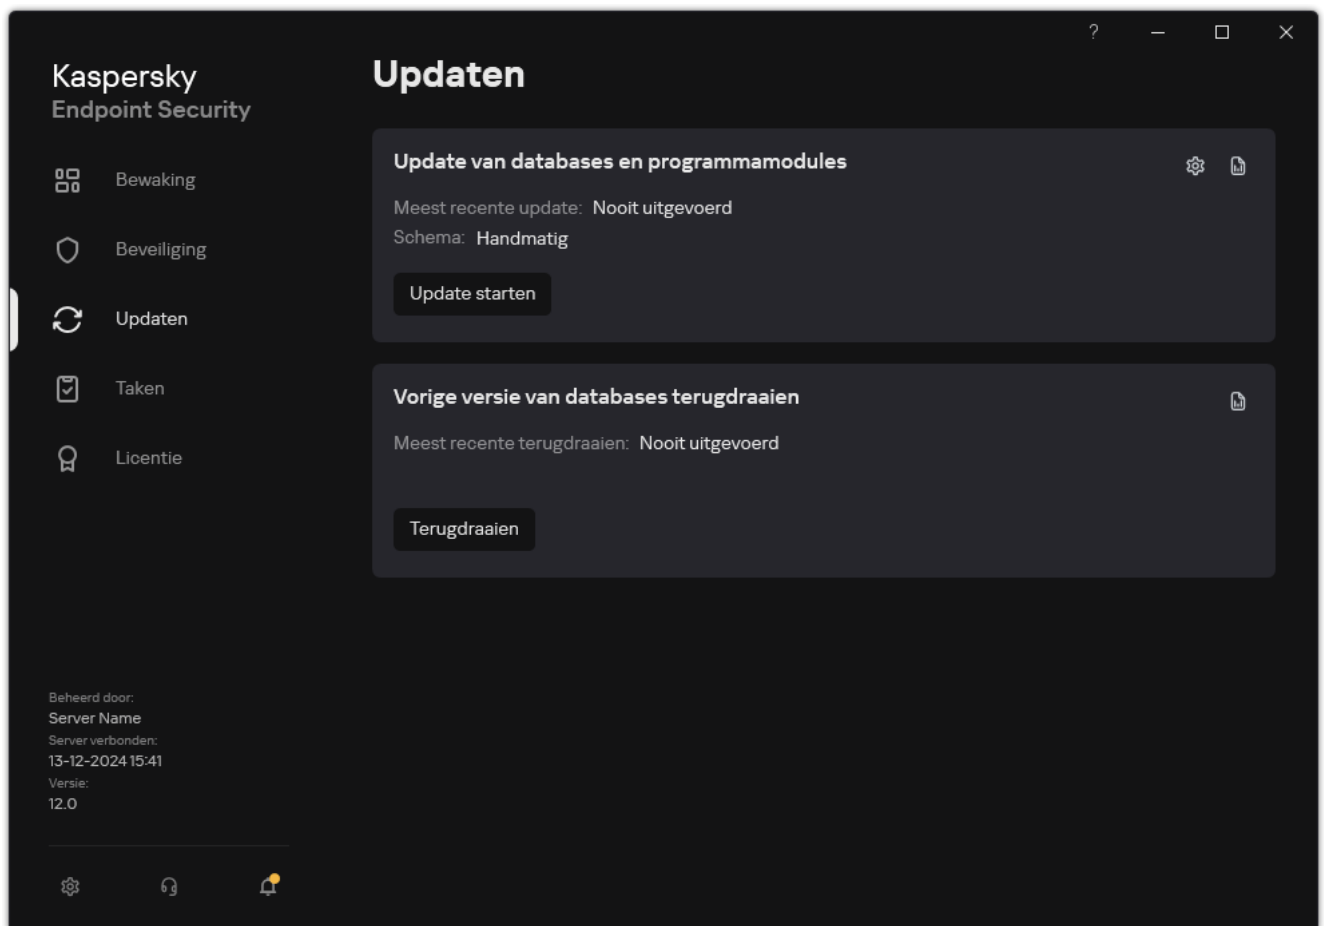 ?
Kaspersky
Endpoint Security
Bewaking
Beveiliging
Updaten
Taken
Licentie
Beheerd door:
Server Name
Server verbonden:
13-12-2024 15:41
Versie:
12.0
Updaten
Update van databases en programmamodules
Meest recente update: Nooit uitgevoerd
Schema: Handmatig
Update starten
Vorige versie van databases terugdraaien
Meest recente terugdraaien: Nooit uitgevoerd
Terugdraaien